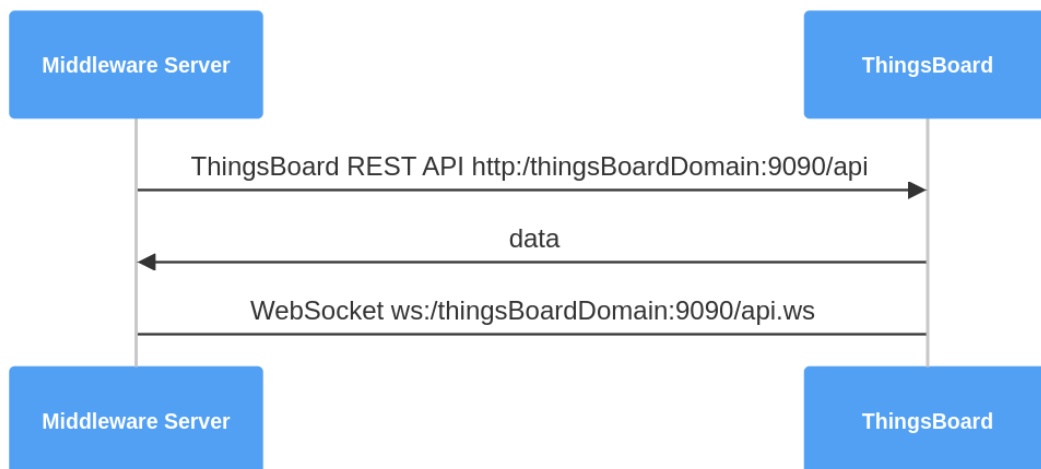 Middleware Server
ThingsBoard
ThingsBoard REST API http:/thingsBoardDomain:9090/api
data
WebSocket ws:/thingsBoardDomain:9090/api.ws
Middleware Server
ThingsBoard